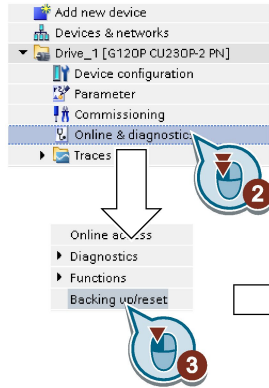 Add new device
Devices & networks
Drive_1 [G120P CU230P-2 PN]
Device configuration
Parameter
Commissioning
Online & diagnostics
Traces
2
Online access
Diagnostics
Functions
Backing up/reset
3